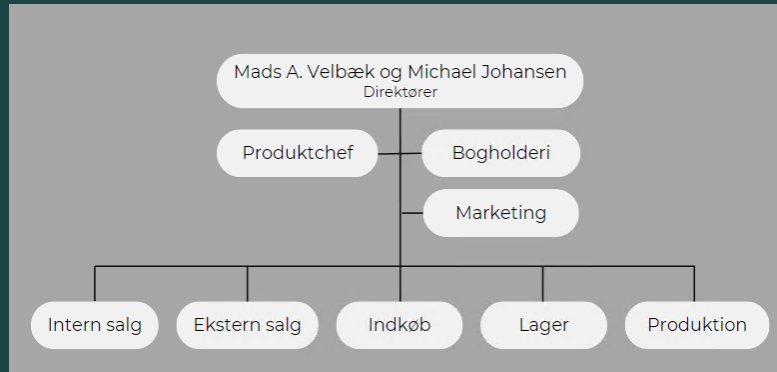 Mads A. Velbæk og Michael Johansen
Direktører
Produktchef
Bogholderi
Marketing
Intern salg
Ekstern salg
Indkøb
Lager
Produktion